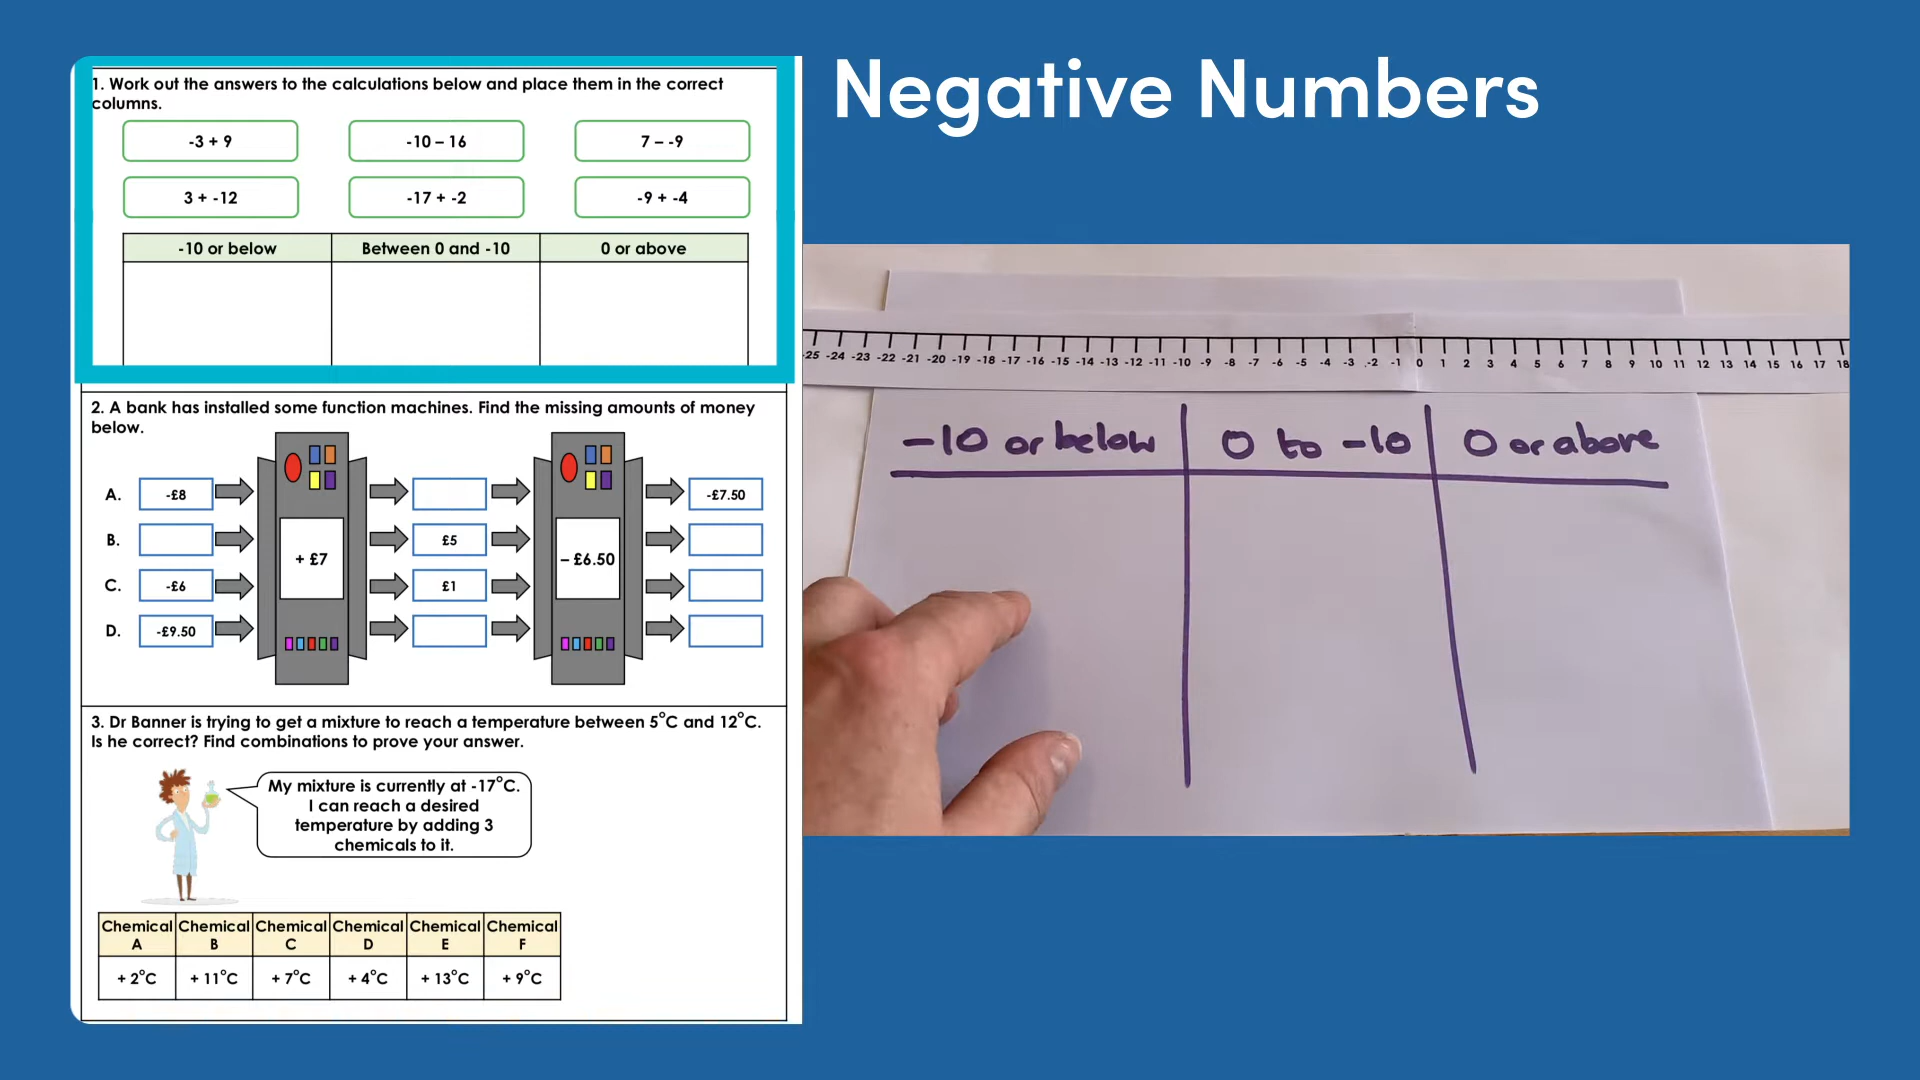 Negative Numbers
1. Work out the answers to the calculations below and place them in the correct
columns.
-3 + 9
-10 – 16
7 – -9
3 + -12
-17 + -2
-9 + -4
-10 or below
Between 0 and -10
0 or above
2. A bank has installed some function machines. Find the missing amounts of money
below.
A.
-£8
-£7.50
B.
+ £7
£5
– £6.50
C.
-£6
£1
D.
-£9.50
3. Dr Banner is trying to get a mixture to reach a temperature between 5°C and 12°C.
Is he correct? Find combinations to prove your answer.
My mixture is currently at -17°C.
I can reach a desired
temperature by adding 3
chemicals to it.
Chemical A
Chemical B
Chemical C
Chemical D
Chemical E
Chemical F
+ 2°C
+ 11°C
+ 7°C
+ 4°C
+ 13°C
+ 9°C
-25 -24 -23 -22 -21 -20 -19 -18 -17 -16 -15 -14 -13 -12 -11 -10 -9 -8 -7 -6 -5 -4 -3 -2 -1 0 1 2 3 4 5 6 7 8 9 10 11 12 13 14 15 16 17 18
-10 or below
0 to -10
0 or above